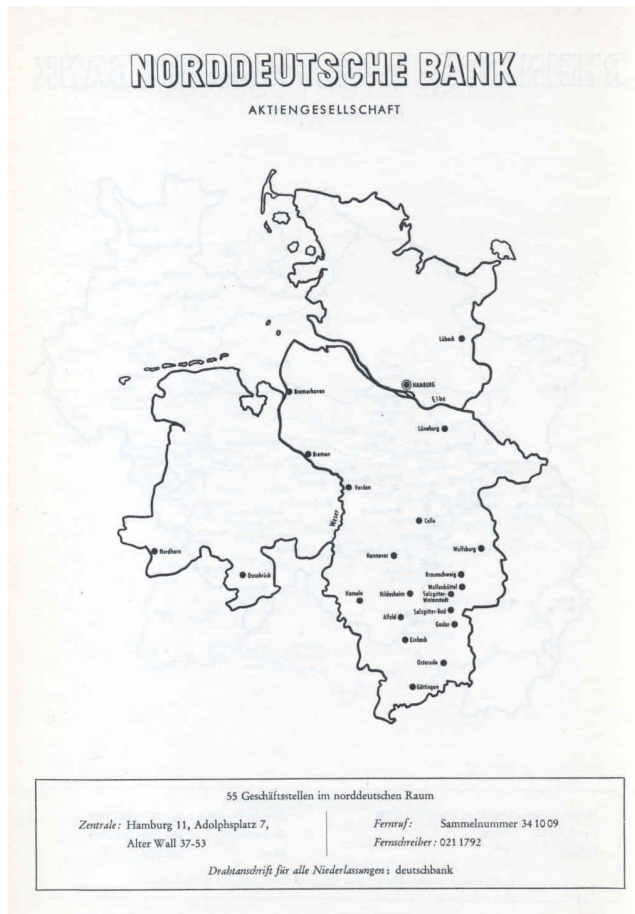 NORDDEUTSCHE BANK
AKTIENGESELLSCHAFT
Lübeck
HAMBURG
Elbe
Bremerhaven
Lüneburg
Bremen
Verden
Weser
Celle
Hannover
Wolfsburg
Nordhorn
Osnabrück
Braunschweig
Wolfenbüttel
Hameln
Hildesheim
Salzgitter-
Watenstedt
Salzgitter-Bad
Alfeld
Goslar
Einbeck
Osterode
Göttingen
55 Geschäftsstellen im norddeutschen Raum
Zentrale: Hamburg 11, Adolphsplatz 7,
Alter Wall 37-53
Fernruf: Sammelnummer 34 10 09
Fernschreiber: 021 1792
Drahtanschrift für alle Niederlassungen: deutschbank